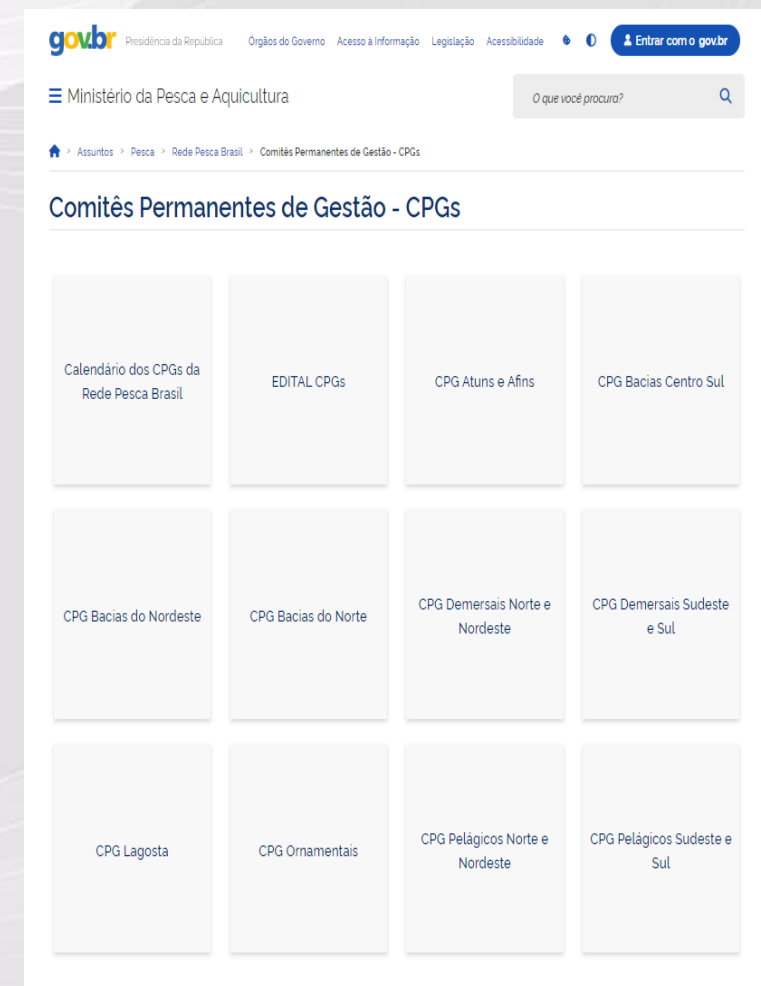 gov.br Presidência da República Órgãos do Governo Acesso à Informação Legislação Acessibilidade Entrar com o gov.br
Ministério da Pesca e Aquicultura O que você procura?
> Assuntos > Pesca > Rede Pesca Brasil > Comitês Permanentes de Gestão - CPGs
Comitês Permanentes de Gestão - CPGs
Calendário dos CPGs da
Rede Pesca Brasil
EDITAL CPGs
CPG Atuns e Afins
CPG Bacias Centro Sul
CPG Bacias do Nordeste
CPG Bacias do Norte
CPG Demersais Norte e
Nordeste
CPG Demersais Sudeste
e Sul
CPG Lagosta
CPG Ornamentais
CPG Pelágicos Norte e
Nordeste
CPG Pelágicos Sudeste e
Sul